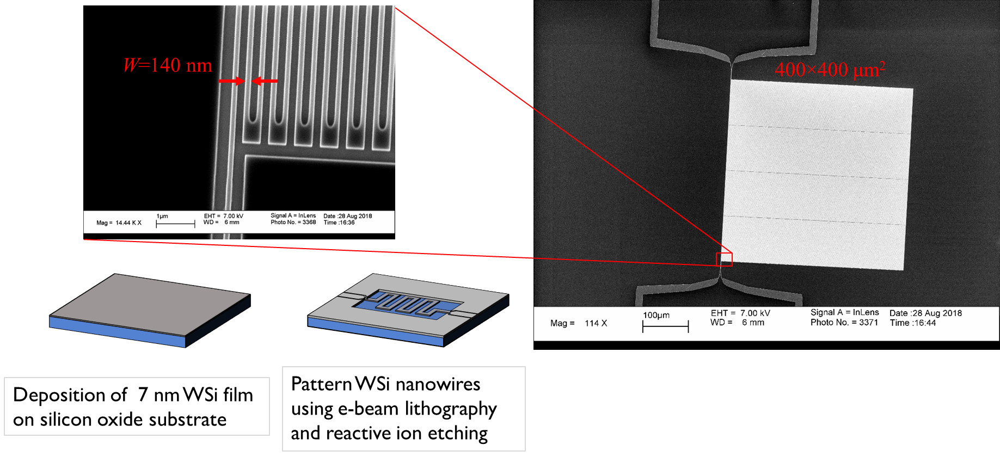 W=140 nm
1μm
Mag = 14.44 K X
EHT = 7.00 kV
WD = 6 mm
Signal A = InLens
Photo No. = 3368
Date :28 Aug 2018
Time :16:36
400×400 μm²
100μm
Mag = 114 X
EHT = 7.00 kV
WD = 6 mm
Signal A = InLens
Photo No. = 3371
Date :28 Aug 2018
Time :16:44
Deposition of 7 nm WSi film
on silicon oxide substrate
Pattern WSi nanowires
using e-beam lithography
and reactive ion etching